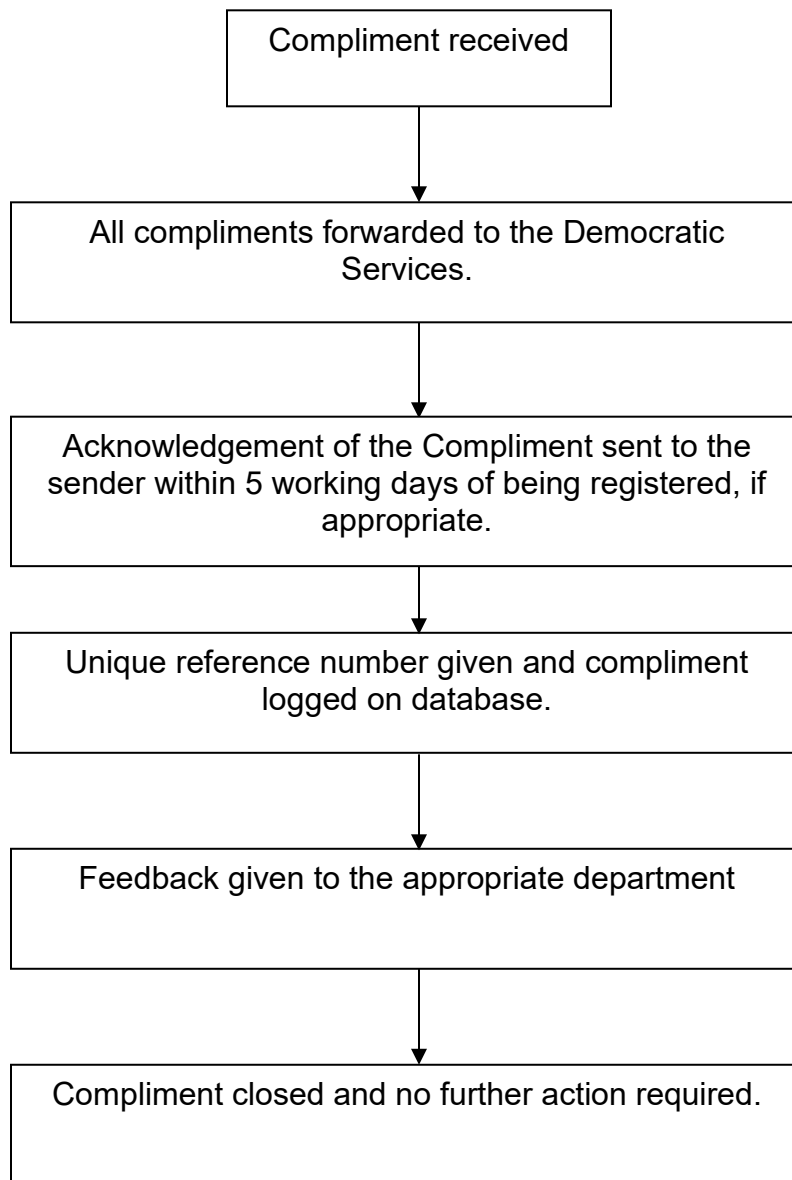 Compliment received
All compliments forwarded to the Democratic
Services.
Acknowledgement of the Compliment sent to the
sender within 5 working days of being registered, if
appropriate.
Unique reference number given and compliment
logged on database.
Feedback given to the appropriate department
Compliment closed and no further action required.